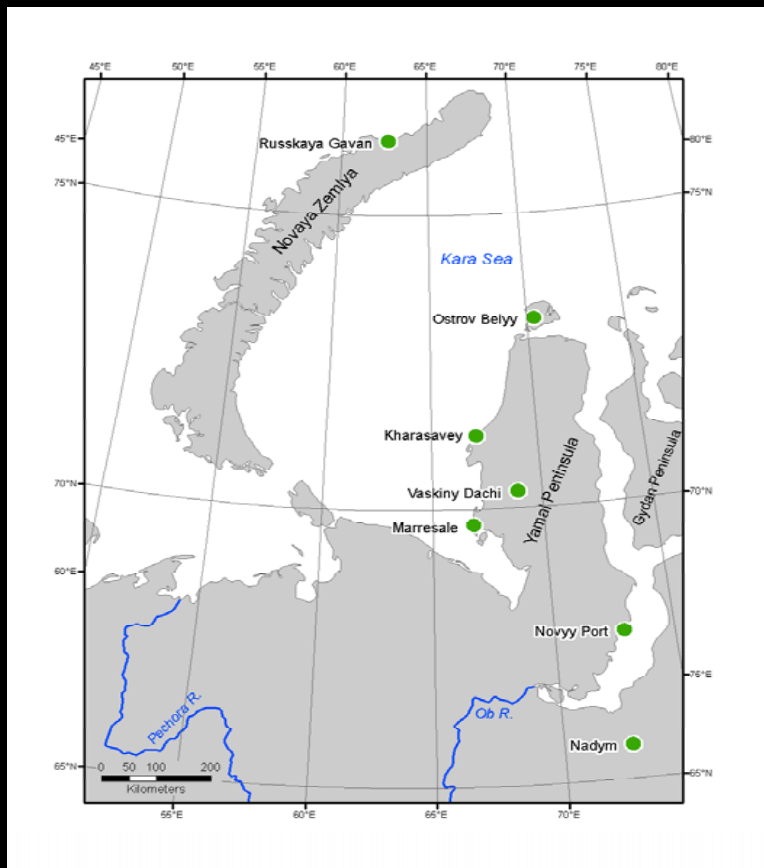 45°E 50°E 55°E 60°E 65°E 70°E 75°E 80°E
45°E
80°E
Russkaya Gavan
75°N
75°N
Novaya Zemlya
Kara Sea
Ostrov Belyy
Kharasavey
Yamal Peninsula
Gydan Peninsula
70°N
70°N
Vaskiny Dachi
Marresale
60°E
Novyy Port
76°E
Pechora R.
Ob R.
Nadym
65°N
65°N
0 50 100 200
Kilometers
55°E 60°E 65°E 70°E